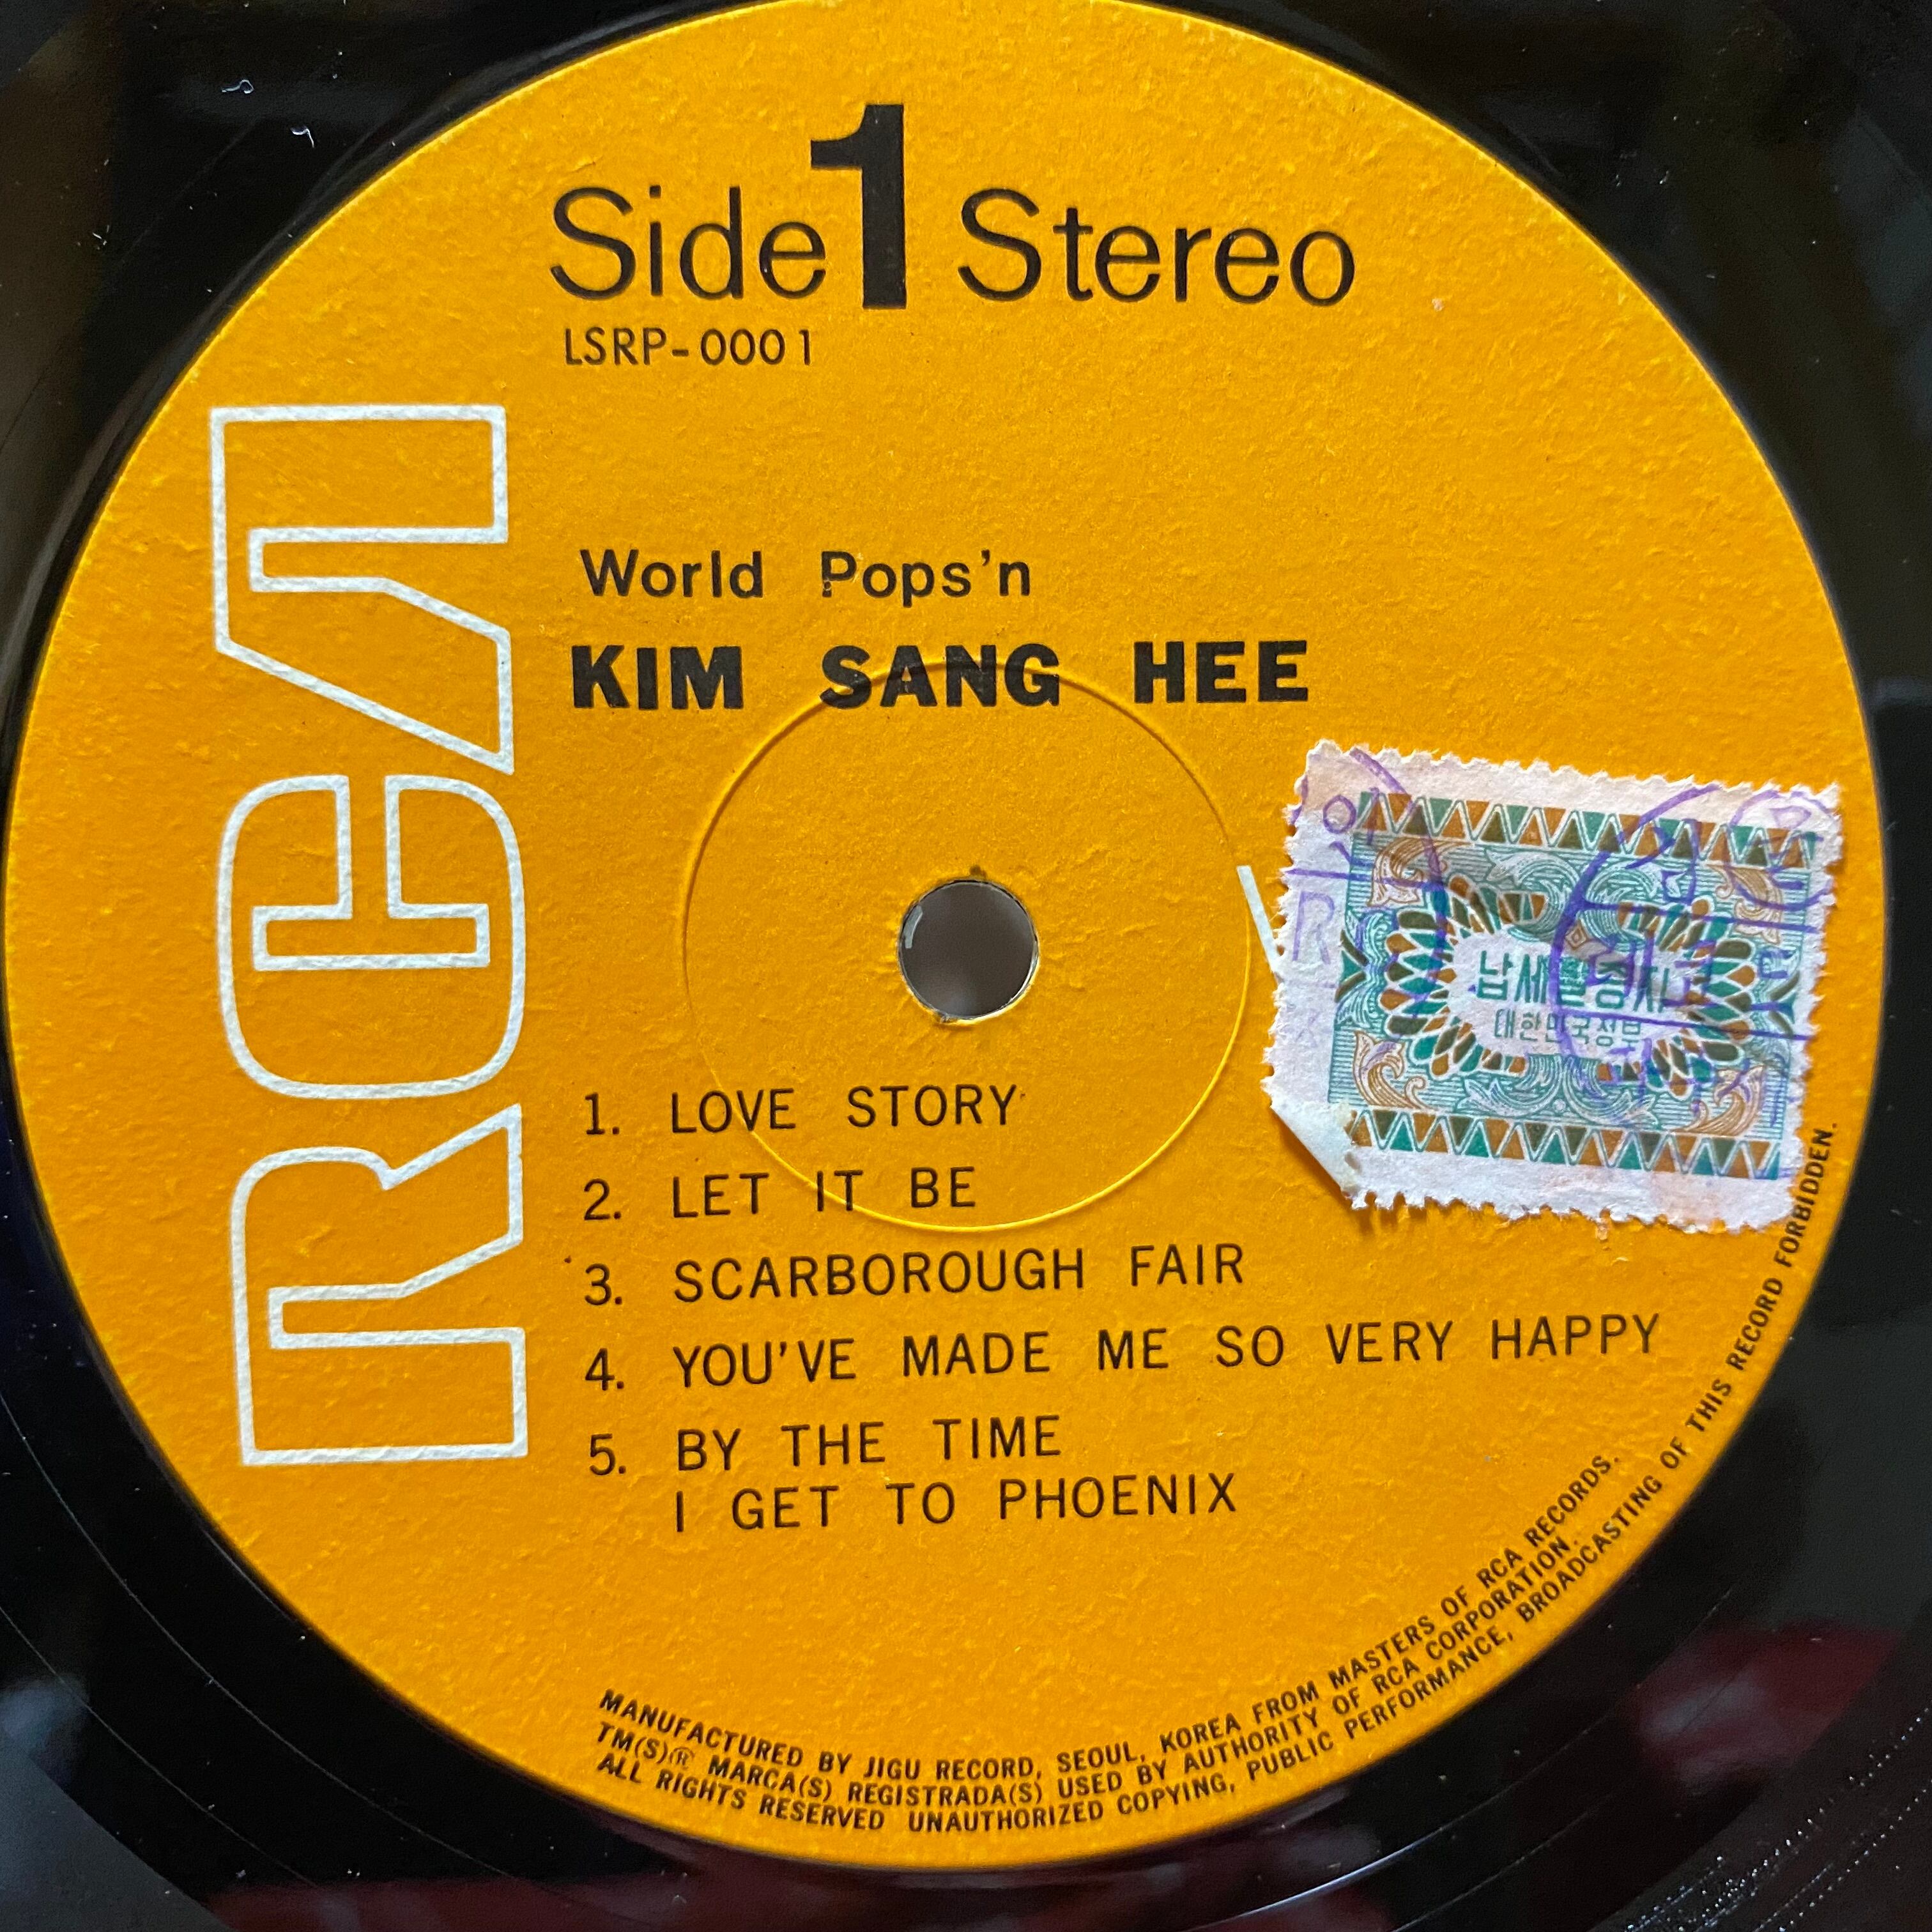 Side 1 Stereo
LSRP-0001
RCA
World Pops'n
KIM SANG HEE
납세필증지
대한민국정부
1. LOVE STORY
2. LET IT BE
3. SCARBOROUGH FAIR
4. YOU'VE MADE ME SO VERY HAPPY
5. BY THE TIME
I GET TO PHOENIX
MANUFACTURED BY JIGU RECORD, SEOUL, KOREA FROM MASTERS OF RCA RECORDS.
TM(S)® MARCA(S) REGISTRADA(S) USED BY AUTHORITY OF RCA CORPORATION.
ALL RIGHTS RESERVED UNAUTHORIZED COPYING, PUBLIC PERFORMANCE, BROADCASTING OF THIS RECORD FORBIDDEN.